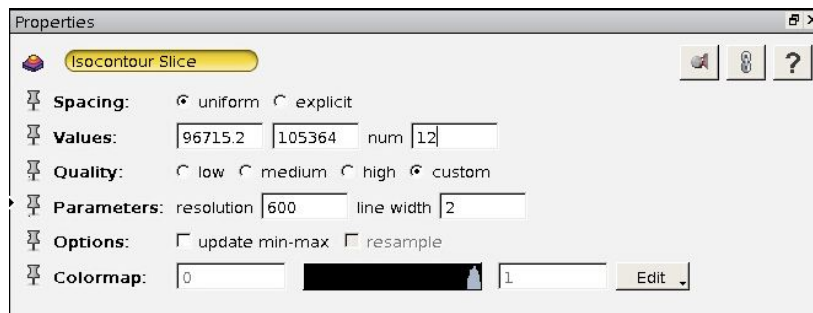 Properties
Isocontour Slice
?
Spacing: uniform explicit
Values: 96715.2 105364 num 12
Quality: low medium high custom
Parameters: resolution 600 line width 2
Options: update min-max resample
Colormap: 0 1 Edit